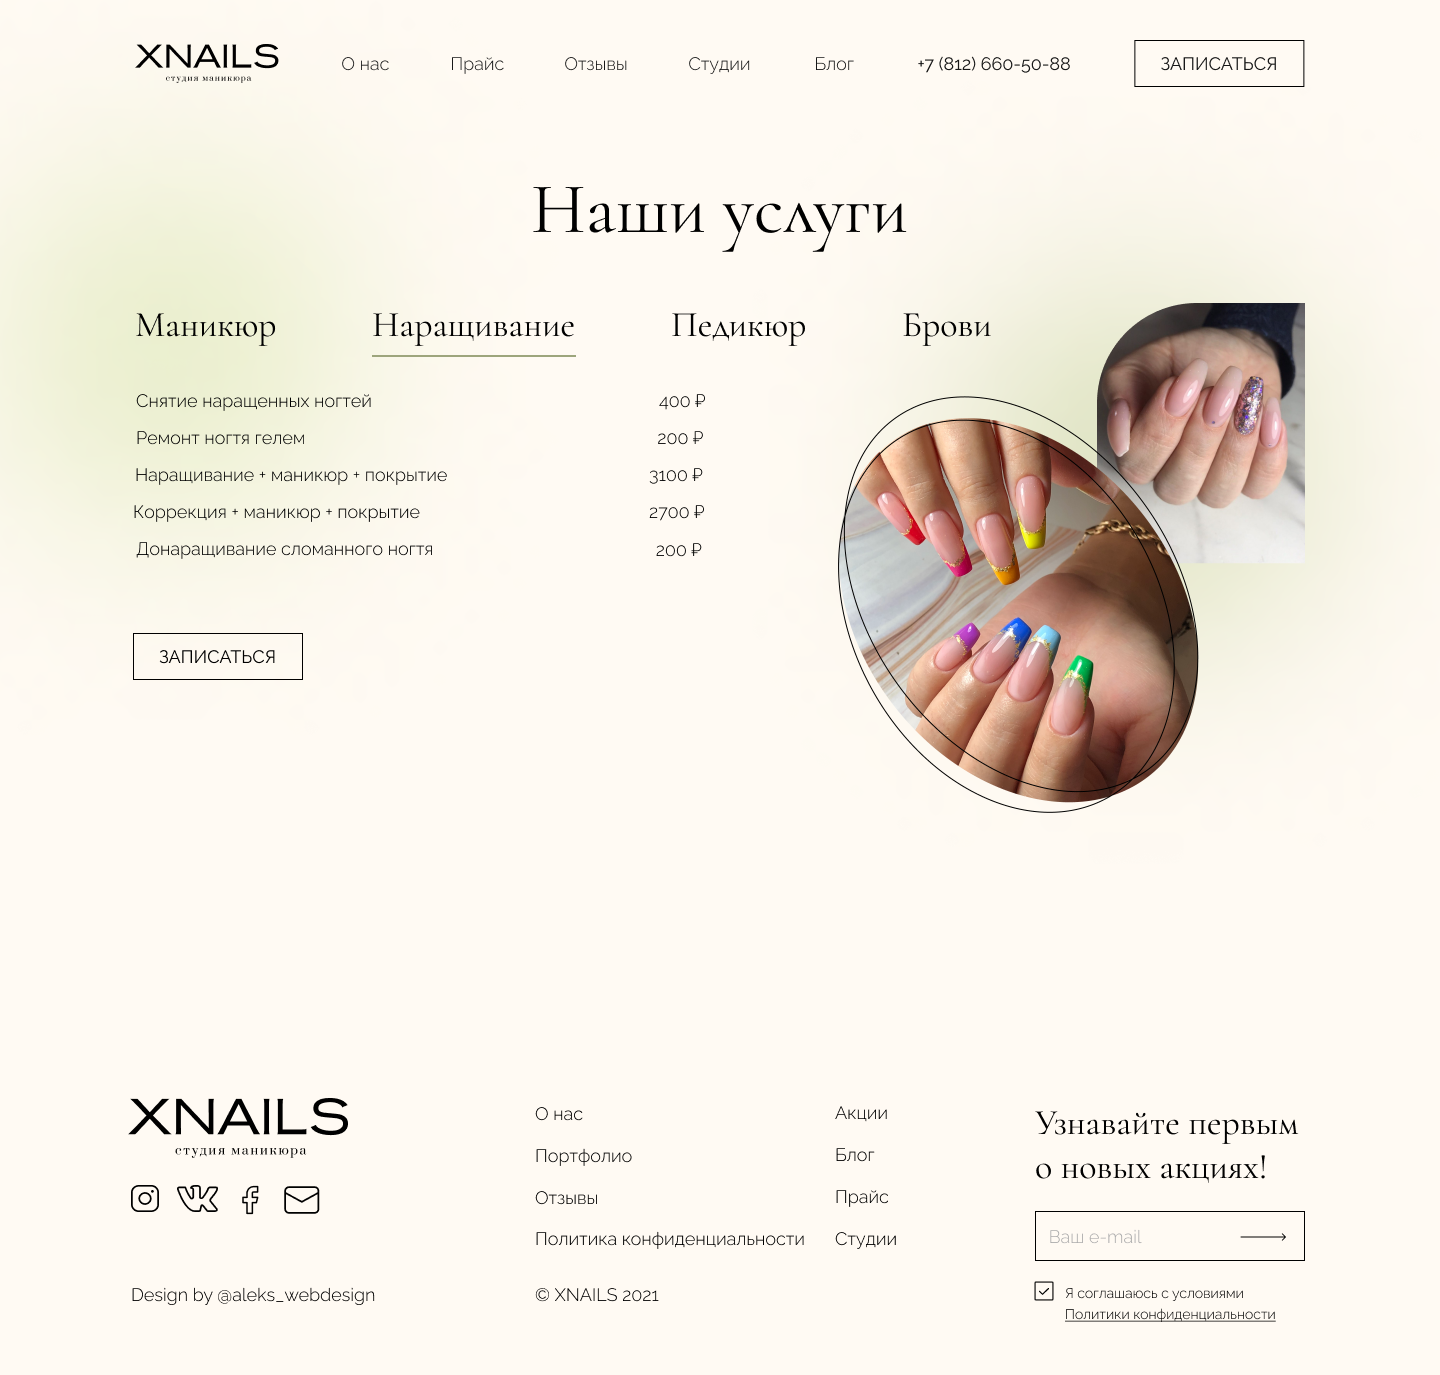 XNAILS
студия маникюра
О нас
Прайс
Отзывы
Студии
Блог
+7 (812) 660-50-88
ЗАПИСАТЬСЯ
Наши услуги
Маникюр
Наращивание
Педикюр
Брови
Снятие наращенных ногтей 400 ₽
Ремонт ногтя гелем 200 ₽
Наращивание + маникюр + покрытие 3100 ₽
Коррекция + маникюр + покрытие 2700 ₽
Донаращивание сломанного ногтя 200 ₽
ЗАПИСАТЬСЯ
XNAILS
студия маникюра
Design by @aleks_webdesign
О нас
Портфолио
Отзывы
Политика конфиденциальности
© XNAILS 2021
Акции
Блог
Прайс
Студии
Узнавайте первым
о новых акциях!
Ваш e-mail
Я соглашаюсь с условиями
Политики конфиденциальности